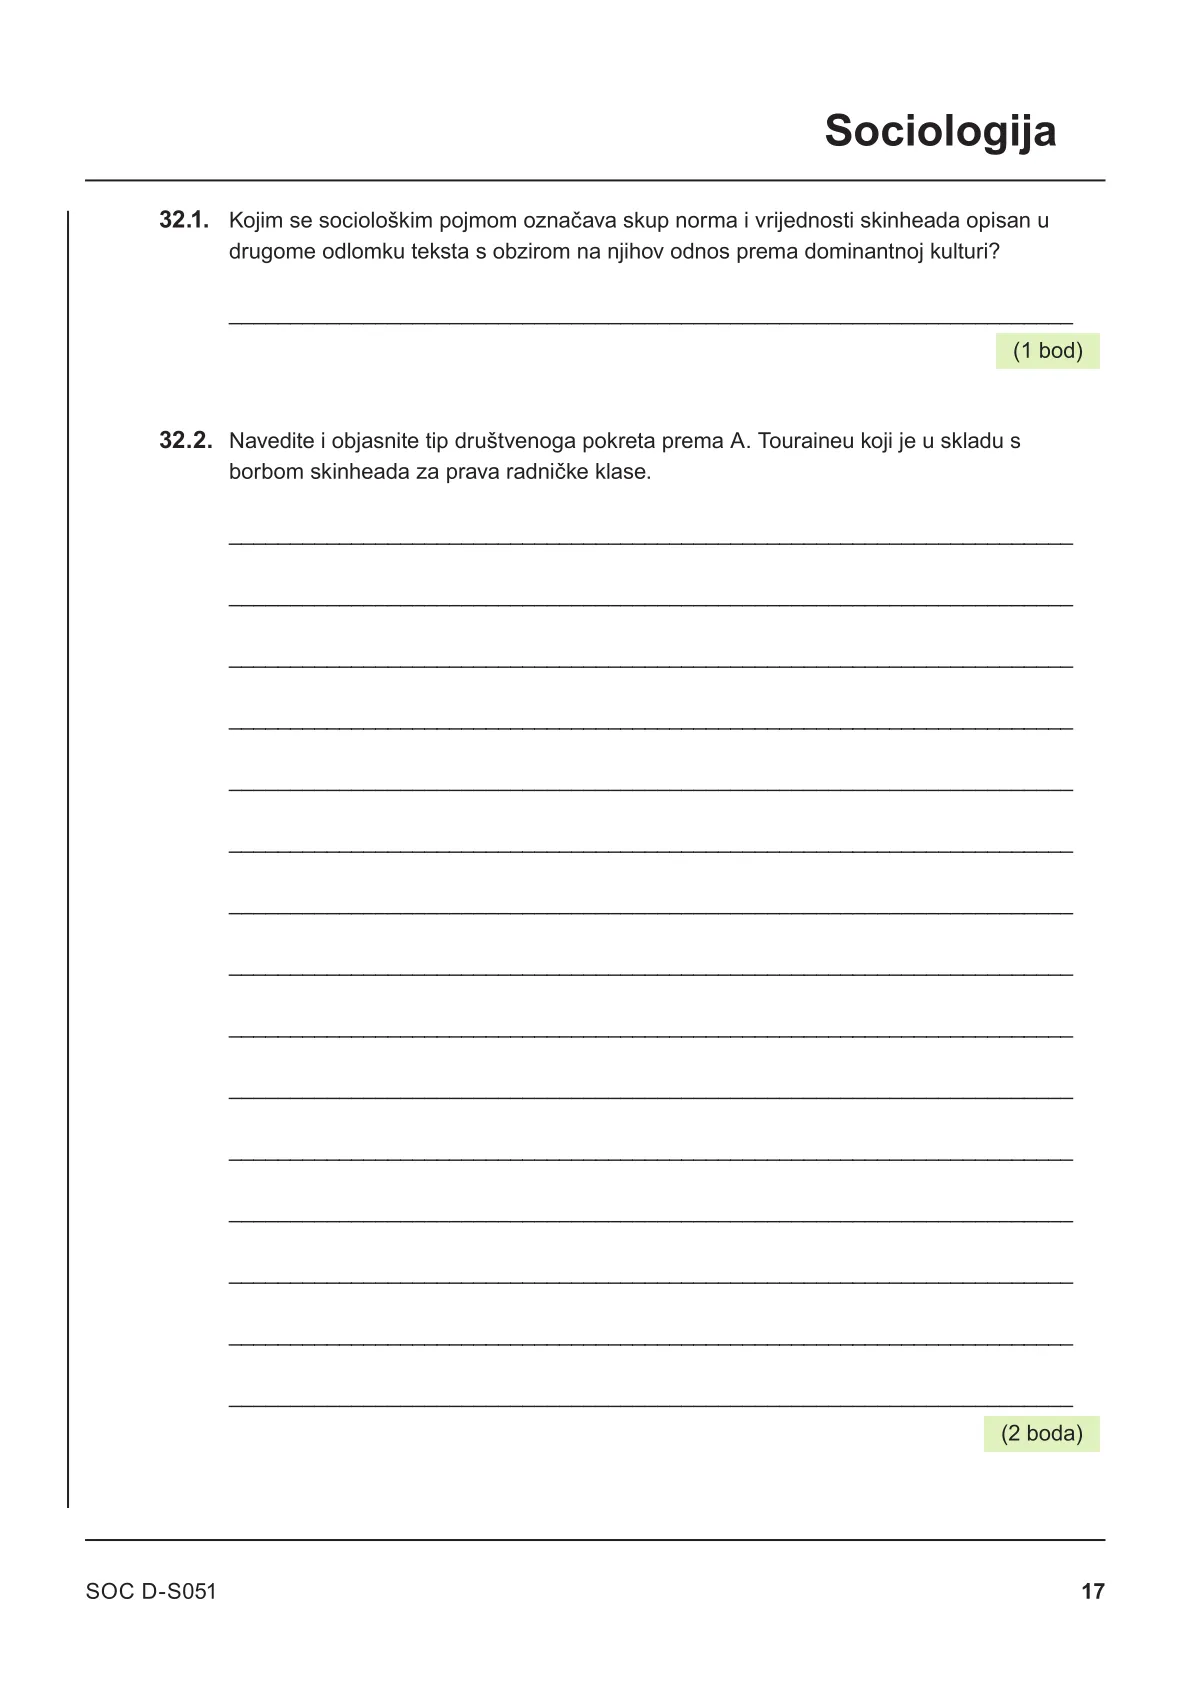 Sociologija
32.1. Kojim se sociološkim pojmom označava skup norma i vrijednosti skinheada opisan u
drugome odlomku teksta s obzirom na njihov odnos prema dominantnoj kulturi?
(1 bod)
32.2. Navedite i objasnite tip društvenoga pokreta prema A. Touraineu koji je u skladu s
borbom skinheada za prava radničke klase.
(2 boda)
SOC D-S051
17